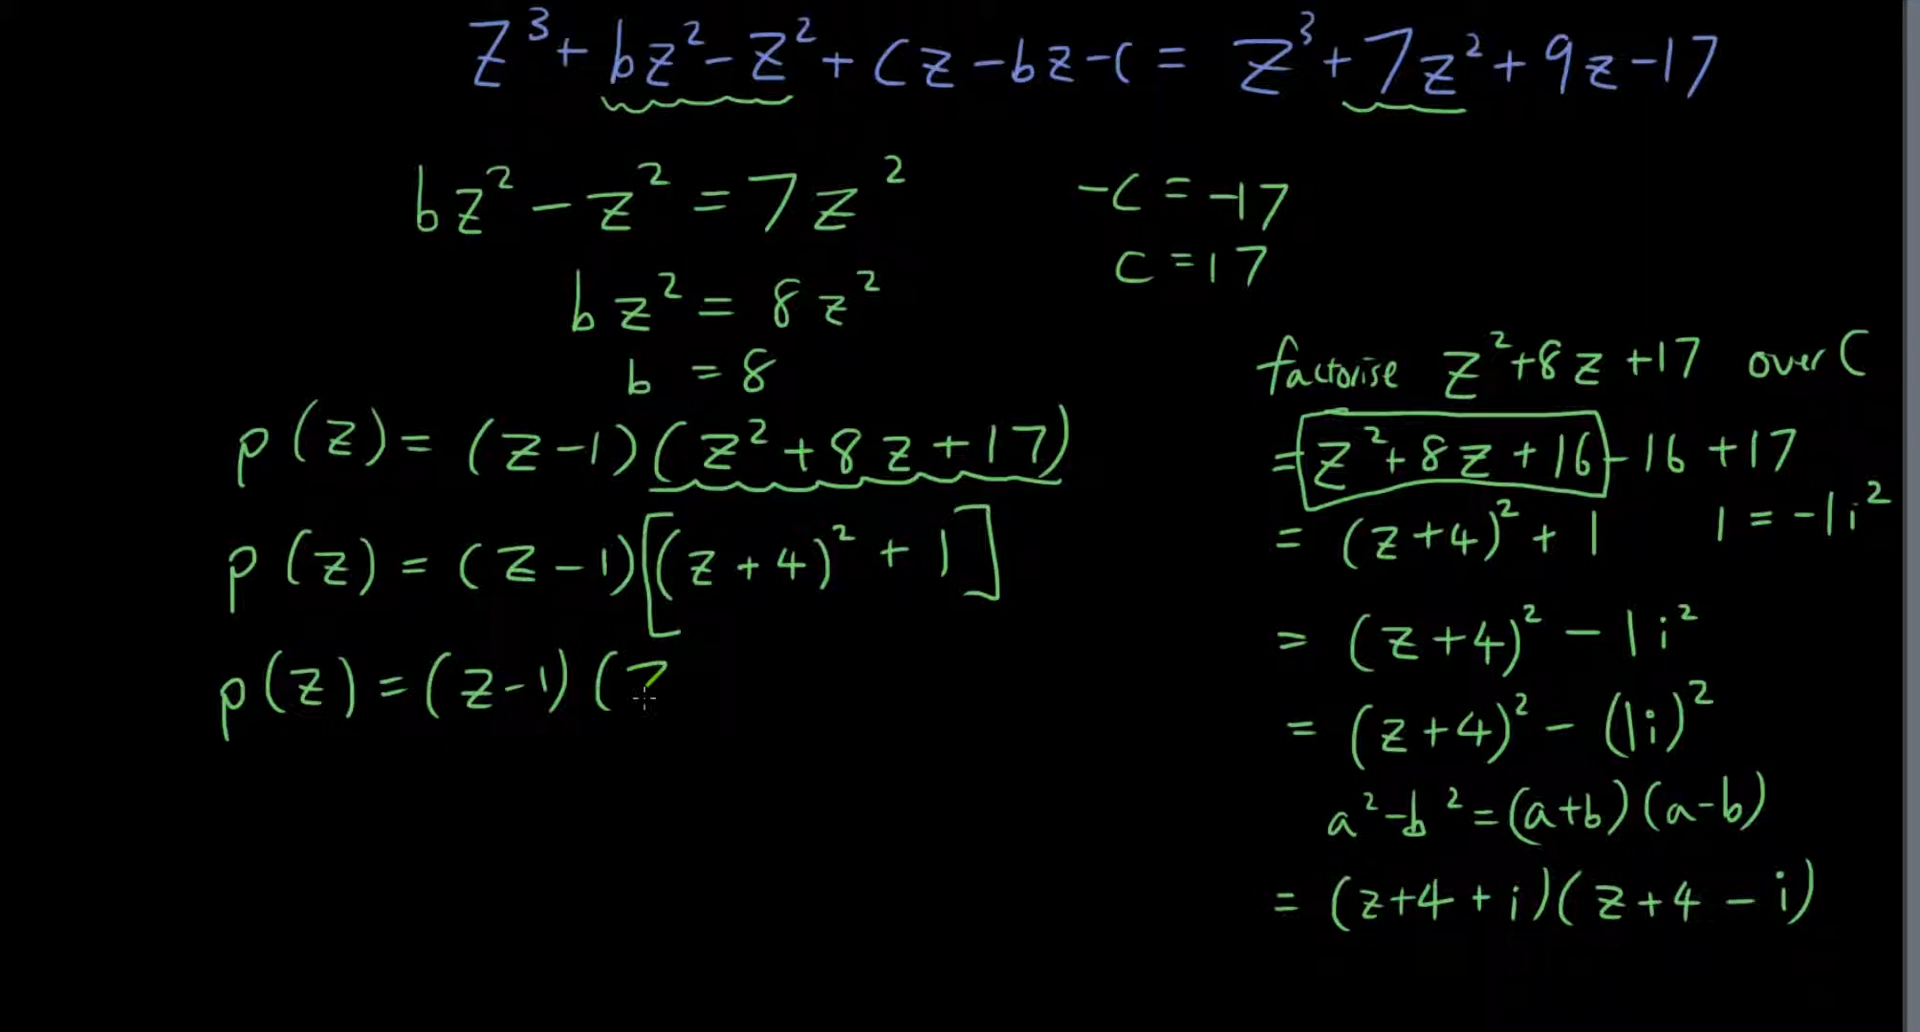 z³ + bz² - z² + cz - bz - c = z³ + 7z² + 9z - 17
bz² - z² = 7z²
bz² = 8z²
b = 8
-c = -17
c = 17
p(z) = (z-1)(z² + 8z + 17)
p(z) = (z-1)[(z+4)² + 1]
p(z) = (z-1)(z
factorise z² + 8z + 17 over C
= z² + 8z + 16 - 16 + 17
= (z+4)² + 1
1 = -1i²
= (z+4)² - 1i²
= (z+4)² - (1i)²
a² - b² = (a+b)(a-b)
= (z+4+i)(z+4-i)